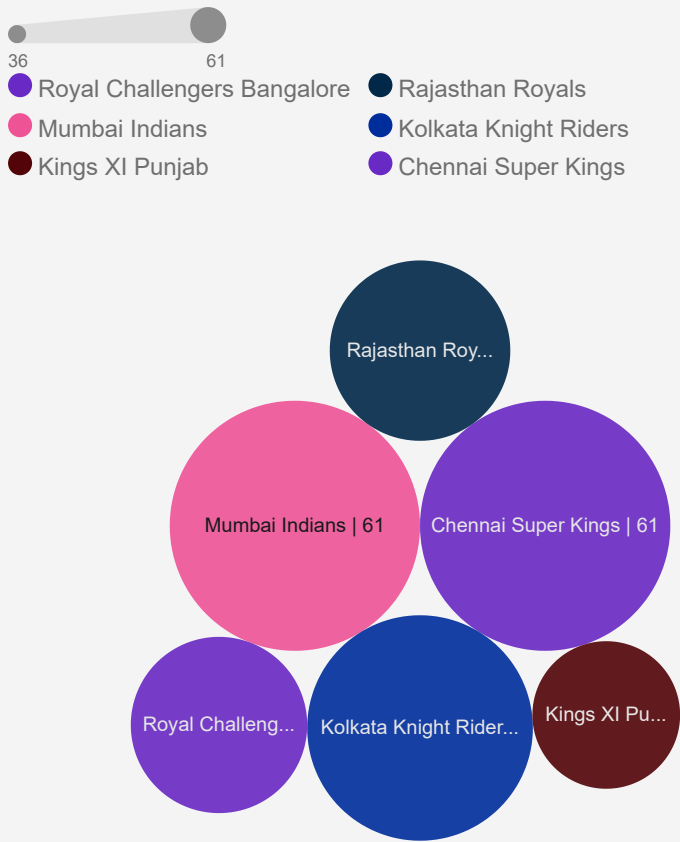 36 61
Royal Challengers Bangalore
Rajasthan Royals
Mumbai Indians
Kolkata Knight Riders
Kings XI Punjab
Chennai Super Kings
Rajasthan Roy...
Mumbai Indians | 61
Chennai Super Kings | 61
Royal Challeng...
Kolkata Knight Rider...
Kings XI Pu...